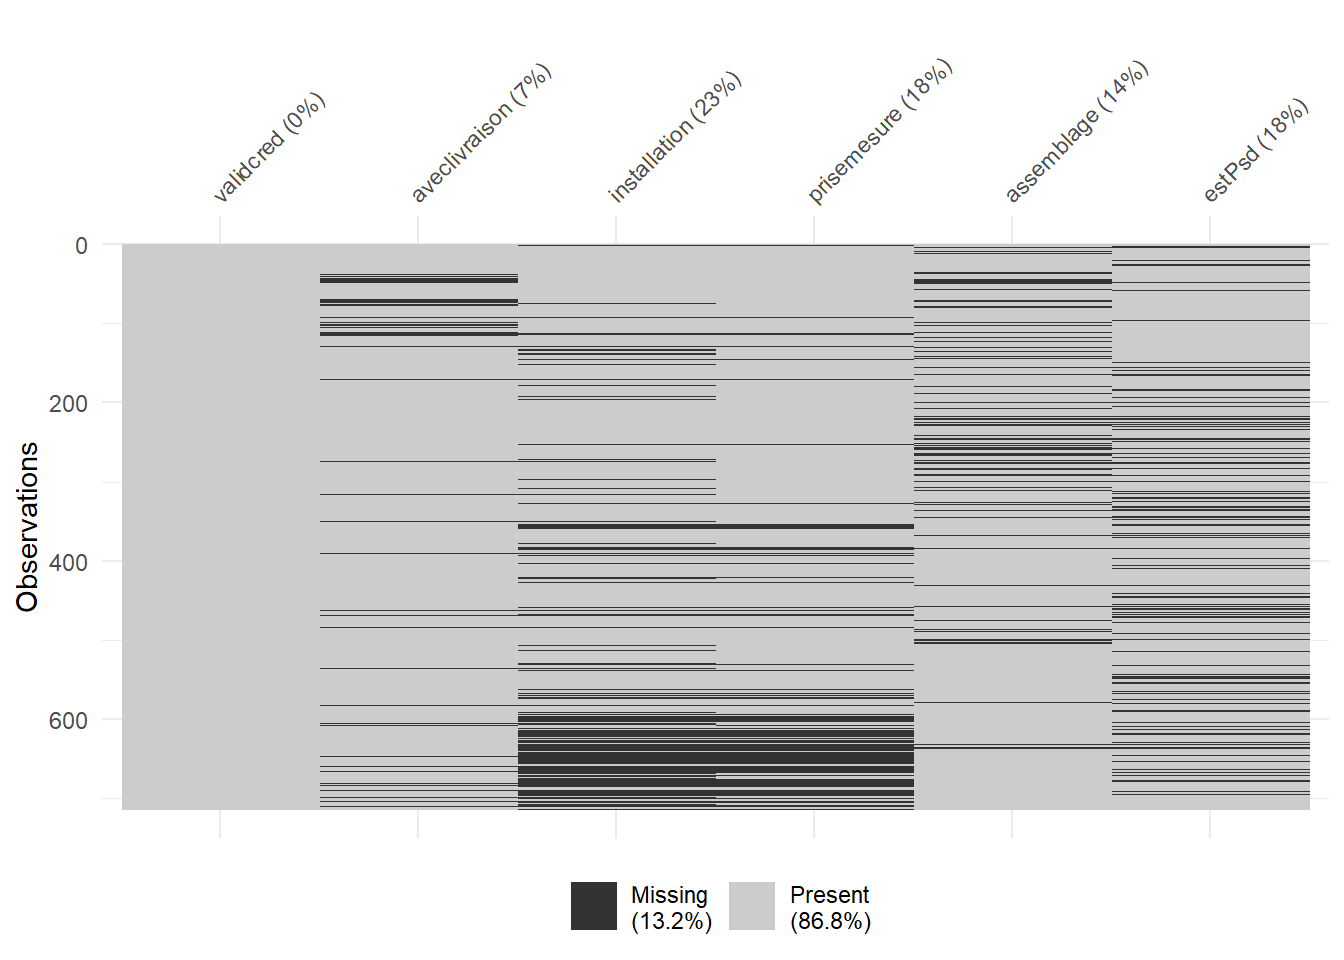 validcred (0%)
aveclivraison (7%)
installation (23%)
prisemesure (18%)
assemblage (14%)
estPsd (18%)
0
200
400
600
Observations
Missing
(13.2%)
Present
(86.8%)